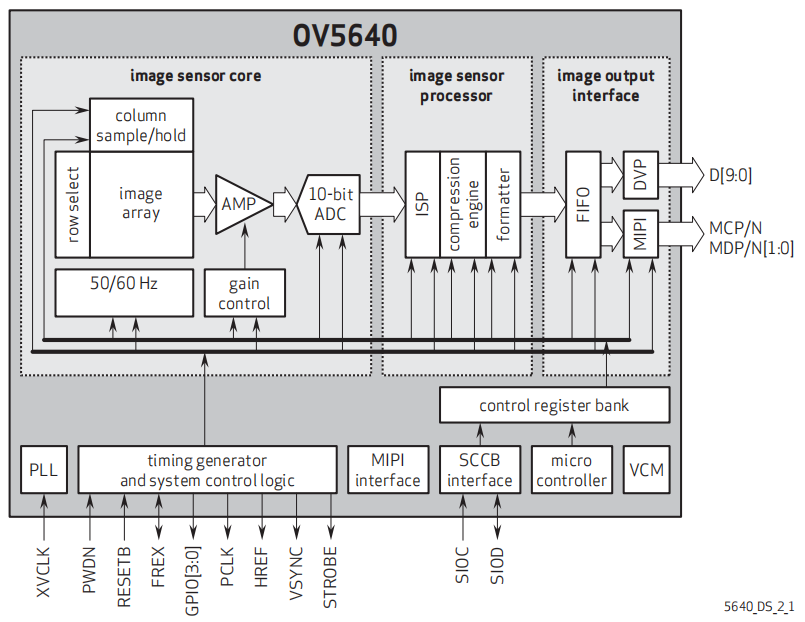 OV5640
image sensor core
image sensor
processor
image output
interface
column
sample/hold
row select
image
array
AMP
10-bit
ADC
ISP
compression
engine
formatter
FIFO
DVP
MIPI
D[9:0]
MCP/N
MDP/N[1:0]
50/60 Hz
gain
control
control register bank
PLL
timing generator
and system control logic
MIPI
interface
SCCB
interface
micro
controller
VCM
XVCLK
PWDN
RESETB
FREX
GPIO[3:0]
PCLK
HREF
VSYNC
STROBE
SIOC
SIOD
5640_DS_2_1